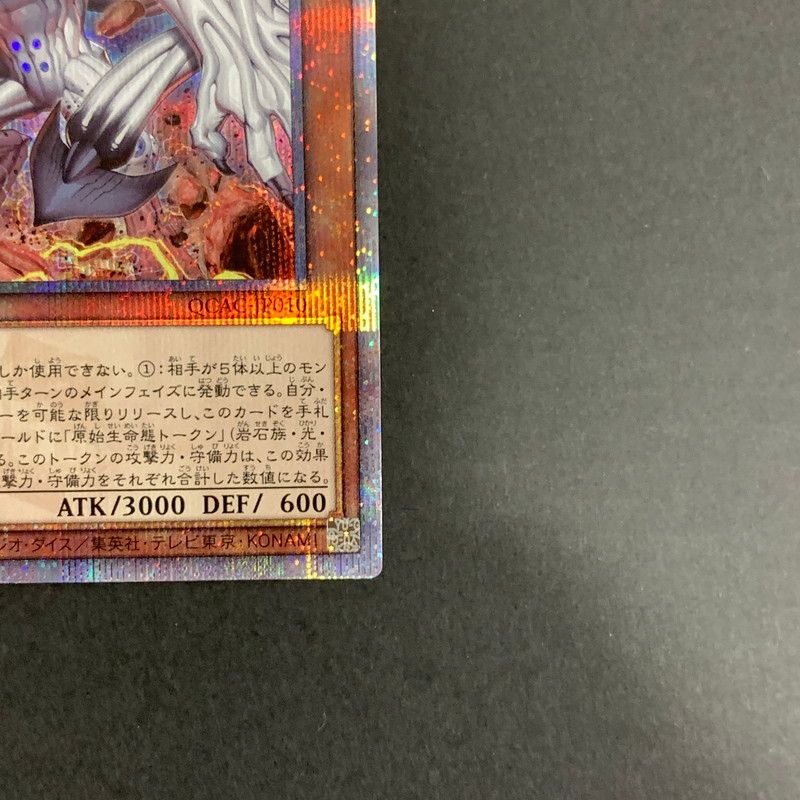 QCAC-JP010
しか使用できない。①：相手が５体以上のモン
手ターンのメインフェイズに発動できる。自分・
ーを可能な限りリリースし、このカードを手札
ールドに「原始生命態トークン」(岩石族・光・
る。このトークンの攻撃力・守備力は、この効果
撃力・守備力をそれぞれ合計した数値になる。
ATK/3000 DEF/ 600
ジオ・ダイス／集英社・テレビ東京・KONAMI